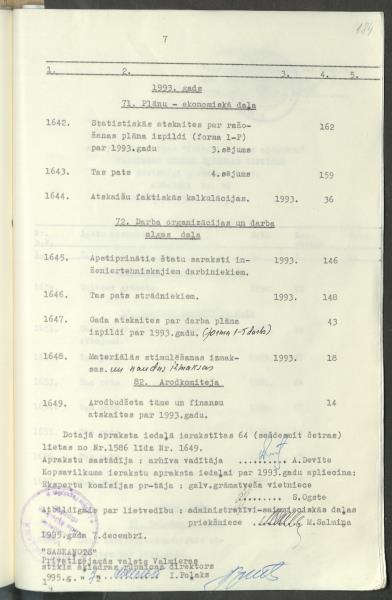 184
7
1. 2. 3. 4. 5.
1993. gads
71. Plānu - ekonomiskā daļa
1642. Statistiskās atskaites par ražo-
šanas plāna izpildi (forma 1-P) 162
par 1993.gadu 3.sējums
1643. Tas pats 4.sējums 159
1644. Atskaišu faktiskās kalkulācijas. 1993. 36
72. Darba organizācijas un darba
algas daļa
1645. Apstiprinātie štatu saraksti in- 1993. 146
ženiertehniskajiem darbiniekiem.
1646. Tas pats strādniekiem. 1993. 148
1647. Gada atskaites par darba plāna 43
izpildi par 1993.gadu. (forma 1-5 darbs)
1648. Materiālās stimulēšanas izmak- 1993. 18
sas. un naudas izmaksas
82. Arodkomiteja
1649. Arodbudžeta tāme un finansu 14
atskaites par 1993.gadu.
Dotajā apraksta iedaļā ierakstītas 64 (sešdesmit četras)
lietas no Nr.1586 līdz Nr. 1649.
Aprakstu sastādīja : arhīva vadītāja A.Devīte
Kopsavilkuma ierakstu apraksta iedaļai par 1993.gadu apliecina:
Ekspertu komisijas pr-tāja : galv.grāmatveža vietniece
S.Ogste
Atbildīgais par lietvedību : administratīvi-saimnieciskās daļas
priekšniece M.Salmiņa
1995.gada 7.decembrī.
"SASKAŅOTS"
Privatizējamās valsts Valmieras
stikla šķiedras rūpnīcas direktors
1995.g. I.Poļaks